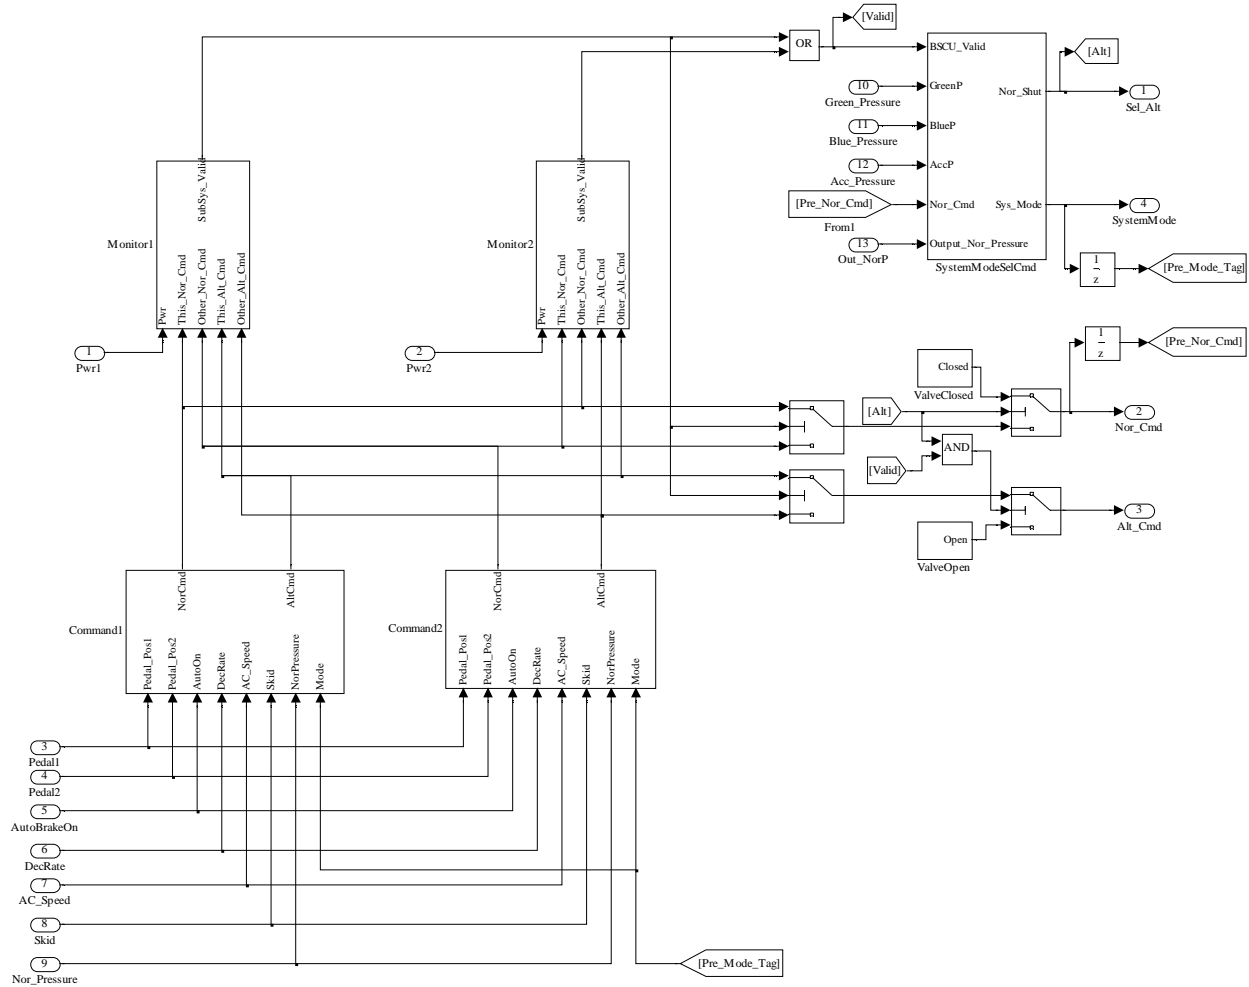 [Valid]
OR
BSCU_Valid
[Alt]
10
Green_Pressure
GreenP
Nor_Shut
1
Sel_Alt
11
Blue_Pressure
BlueP
12
Acc_Pressure
AccP
[Pre_Nor_Cmd]
From1
Nor_Cmd
Sys_Mode
4
SystemMode
13
Out_NorP
Output_Nor_Pressure
SystemModeSelCmd
1
z
[Pre_Mode_Tag]
SubSys_Valid
Monitor1
Pwr
This_Nor_Cmd
Other_Nor_Cmd
This_Alt_Cmd
Other_Alt_Cmd
SubSys_Valid
Monitor2
Pwr
This_Nor_Cmd
Other_Nor_Cmd
This_Alt_Cmd
Other_Alt_Cmd
1
Pwr1
2
Pwr2
1
z
[Pre_Nor_Cmd]
Closed
ValveClosed
[Alt]
2
Nor_Cmd
AND
[Valid]
3
Alt_Cmd
Open
ValveOpen
NorCmd
AltCmd
Command1
Pedal_Pos1
Pedal_Pos2
AutoOn
DecRate
AC_Speed
Skid
NorPressure
Mode
NorCmd
AltCmd
Command2
Pedal_Pos1
Pedal_Pos2
AutoOn
DecRate
AC_Speed
Skid
NorPressure
Mode
3
Pedal1
4
Pedal2
5
AutoBrakeOn
6
DecRate
7
AC_Speed
8
Skid
9
Nor_Pressure
[Pre_Mode_Tag]